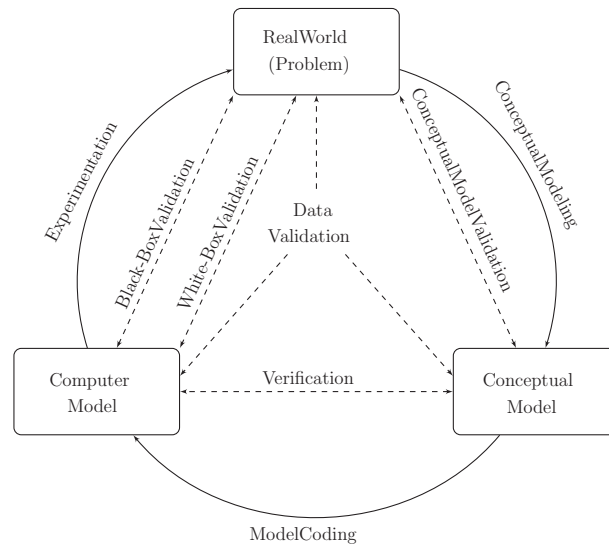 RealWorld
(Problem)
Experimentation
Black-BoxValidation
White-BoxValidation
ConceptualModelValidation
ConceptualModeling
Data
Validation
Computer
Model
Verification
Conceptual
Model
ModelCoding